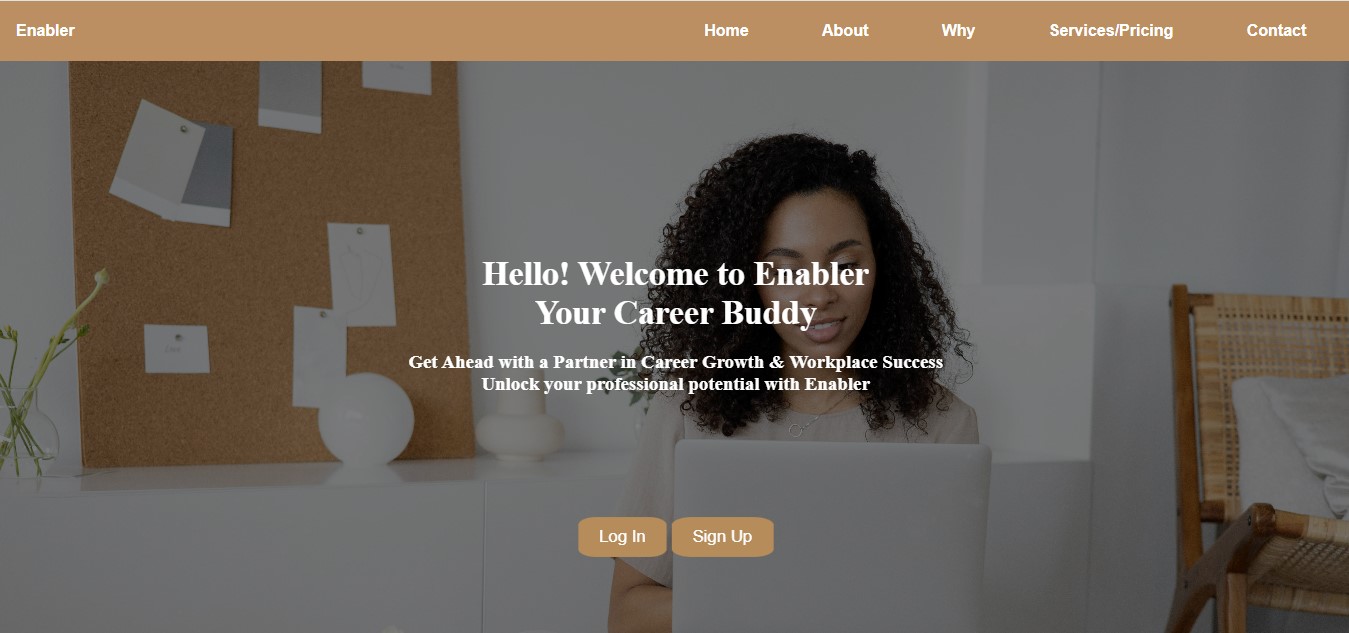 Enabler
Home About Why Services/Pricing Contact
Hello! Welcome to Enabler
Your Career Buddy
Get Ahead with a Partner in Career Growth & Workplace Success
Unlock your professional potential with Enabler
Log In Sign Up